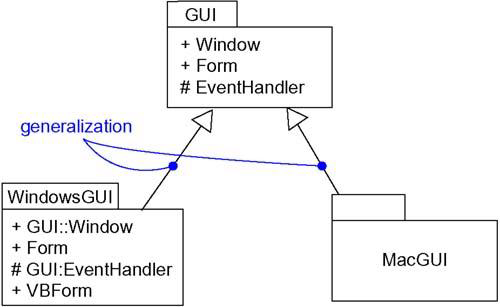 GUI
+ Window
+ Form
# EventHandler
generalization
WindowsGUI
+ GUI::Window
+ Form
# GUI:EventHandler
+ VBForm
MacGUI